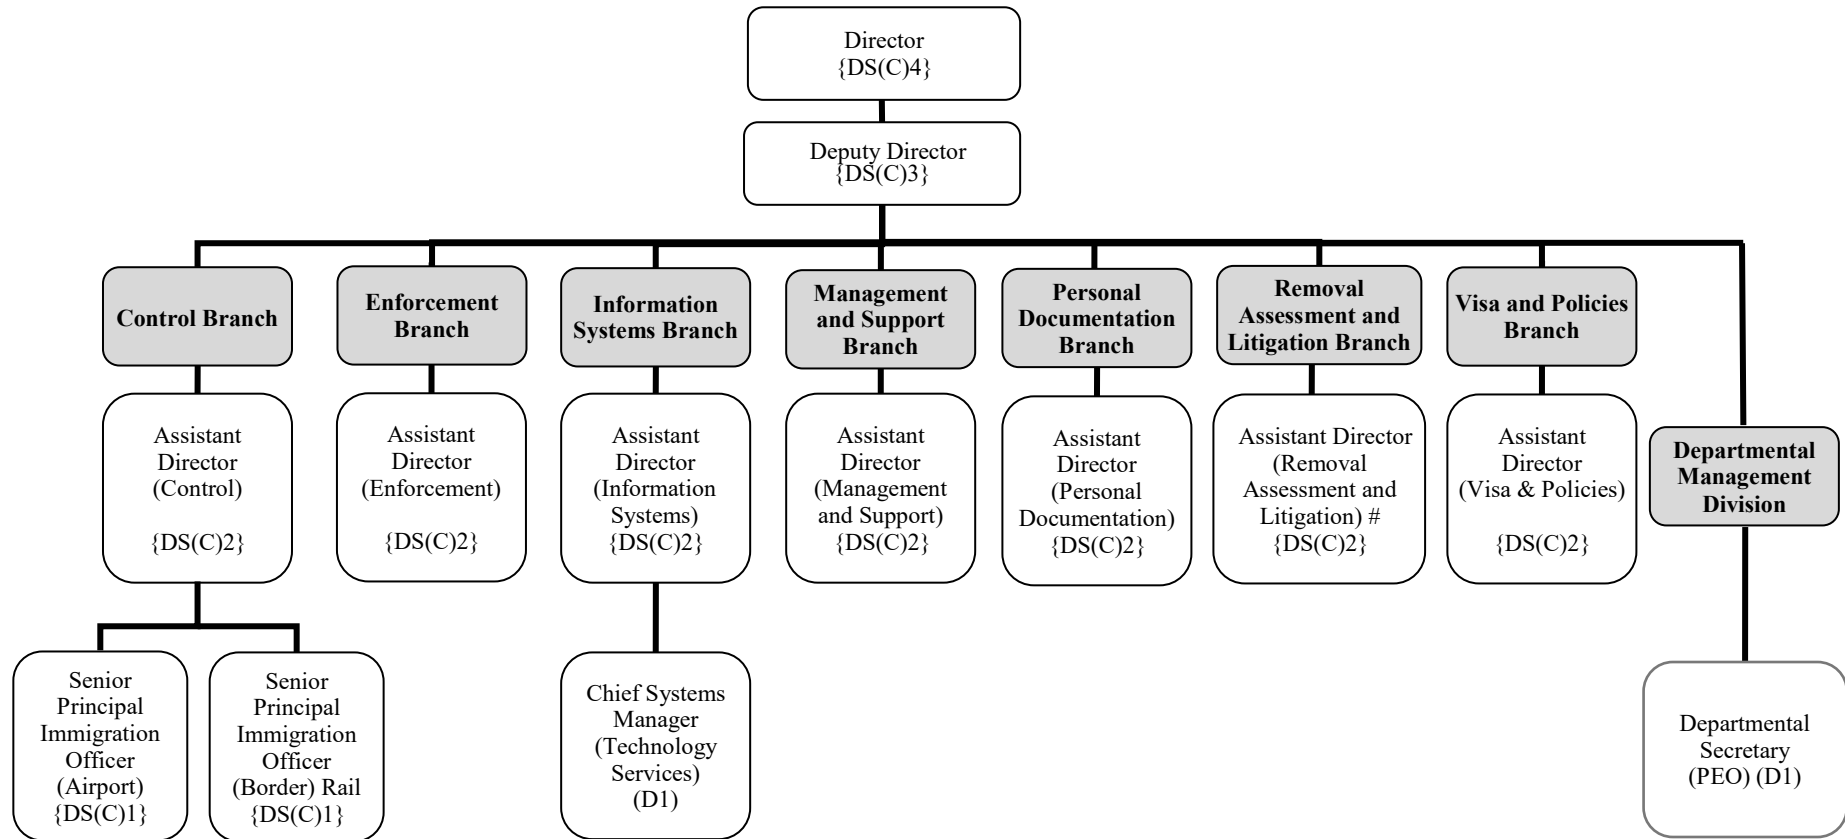 Director
{DS(C)4}
Deputy Director
{DS(C)3}
Control Branch
Enforcement
Branch
Information
Systems Branch
Management
and Support
Branch
Personal
Documentation
Branch
Removal
Assessment and
Litigation Branch
Visa and Policies
Branch
Departmental
Management
Division
Assistant
Director
(Control)
{DS(C)2}
Assistant
Director
(Enforcement)
{DS(C)2}
Assistant
Director
(Information
Systems)
{DS(C)2}
Assistant
Director
(Management
and Support)
{DS(C)2}
Assistant
Director
(Personal
Documentation)
{DS(C)2}
Assistant Director
(Removal
Assessment and
Litigation) #
{DS(C)2}
Assistant
Director
(Visa & Policies)
{DS(C)2}
Senior
Principal
Immigration
Officer
(Airport)
{DS(C)1}
Senior
Principal
Immigration
Officer
(Border) Rail
{DS(C)1}
Chief Systems
Manager
(Technology
Services)
(D1)
Departmental
Secretary
(PEO) (D1)